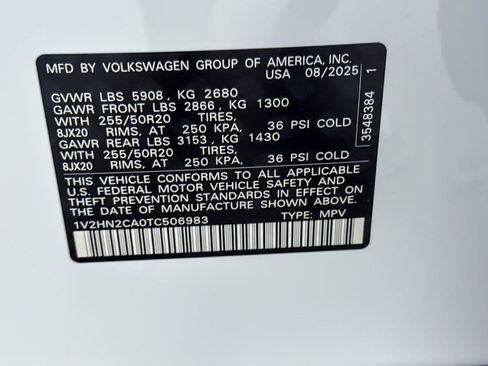 MFD BY VOLKSWAGEN GROUP OF AMERICA, INC.
USA 08/2025
GVWR LBS 5908, KG 2680
GAWR FRONT LBS 2866, KG 1300
WITH 255/50R20 TIRES,
8JX20 RIMS, AT 250 KPA, 36 PSI COLD
GAWR REAR LBS 3153, KG 1430
WITH 255/50R20 TIRES,
8JX20 RIMS, AT 250 KPA, 36 PSI COLD
THIS VEHICLE CONFORMS TO ALL APPLICABLE
U.S. FEDERAL MOTOR VEHICLE SAFETY AND
THEFT PREVENTION STANDARDS IN EFFECT ON
THE DATE OF MANUFACTURE SHOWN ABOVE.
1V2HN2CA0TC506983 TYPE: MPV
3548384 1